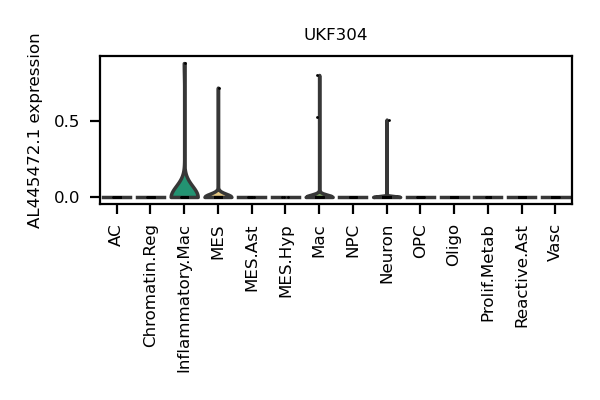 UKF304
AL445472.1 expression
0.5
0.0
AC
Chromatin.Reg
Inflammatory.Mac
MES
MES.Ast
MES.Hyp
Mac
NPC
Neuron
OPC
Oligo
Prolif.Metab
Reactive.Ast
Vasc